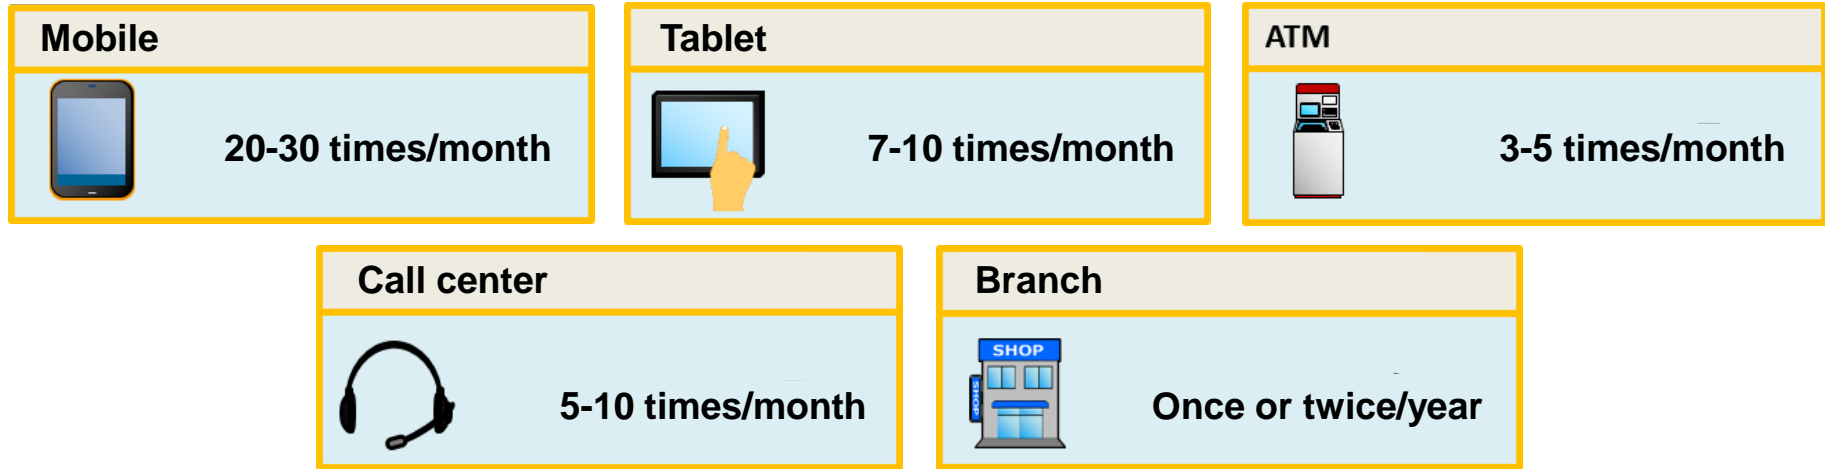 Mobile
20-30 times/month
Tablet
7-10 times/month
ATM
3-5 times/month
Call center
5-10 times/month
Branch
SHOP
SHOP
Once or twice/year